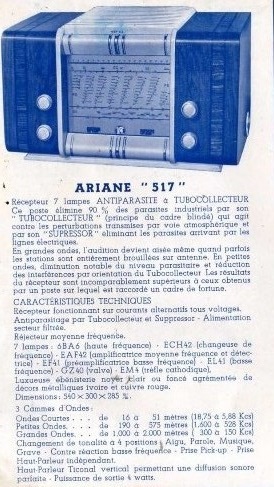 ARIANE "517"
• Récepteur 7 lampes ANTIPARASITE à TUBOCOLLECTEUR
Ce poste élimine 90 % des parasites industriels par son
"TUBOCOLLECTEUR" (principe du cadre blindé) qui agit
contre les perturbations transmises par voie atmosphérique et
par son "SUPRESSOR" eliminant les parasites arrivant par les
lignes électriques.
En grandes ondes, l'audition devient aisée même quand parfois
les stations sont entièrement brouillées sur antenne. En petites
ondes, diminution notable du niveau parasitaire et réduction
des interférences par orientation du Tubocollecteur. Les résultats
du récepteur sont incomparablement supérieurs à ceux obtenus
par un poste sur lequel est raccordé un cadre de fortune.
CARACTÉRISTIQUES TECHNIQUES
Récepteur fonctionnant sur courants alternatifs tous voltages.
Antiparasitage par Tubocollecteur et Suppressor - Alimentation
secteur filtrée.
Réjecteur moyenne fréquence.
7 lampes : 6BA6 (haute fréquence) - ECH42 (changeuse de
fréquence) - EAF42 (amplificatrice moyenne fréquence et détec-
trice) - EF41 (préamplificatrice basse fréquence) - EL41 (basse
fréquence) - GZ40 (valve) - EM4 (trèfle cathodique).
Luxueuse ébénisterie noyer clair ou foncé agrémentée de
décors métalliques ivoire et cuivre rouge.
Dimensions : 540 × 300 × 285 %.
3 Gammes d'Ondes :
Ondes Courtes . . . de 16 à 51 mètres (18,75 à 5,88 Kcs)
Petites Ondes. . . . de 190 à 575 mètres (1.600 à 528 Kcs)
Grandes Ondes. . . de 1.000 à 2.000 mètres ( 300 à 150 Kcs)
Changement de tonalité à 4 positions : Aigu, Parole, Musique,
Grave - Contre réaction basse fréquence - Prise Pick-up - Prise
Haut-Parleur indépendant.
Haut-Parleur Ticonal vertical permettant une diffusion sonore
parfaite - Puissance de sortie 4 watts.